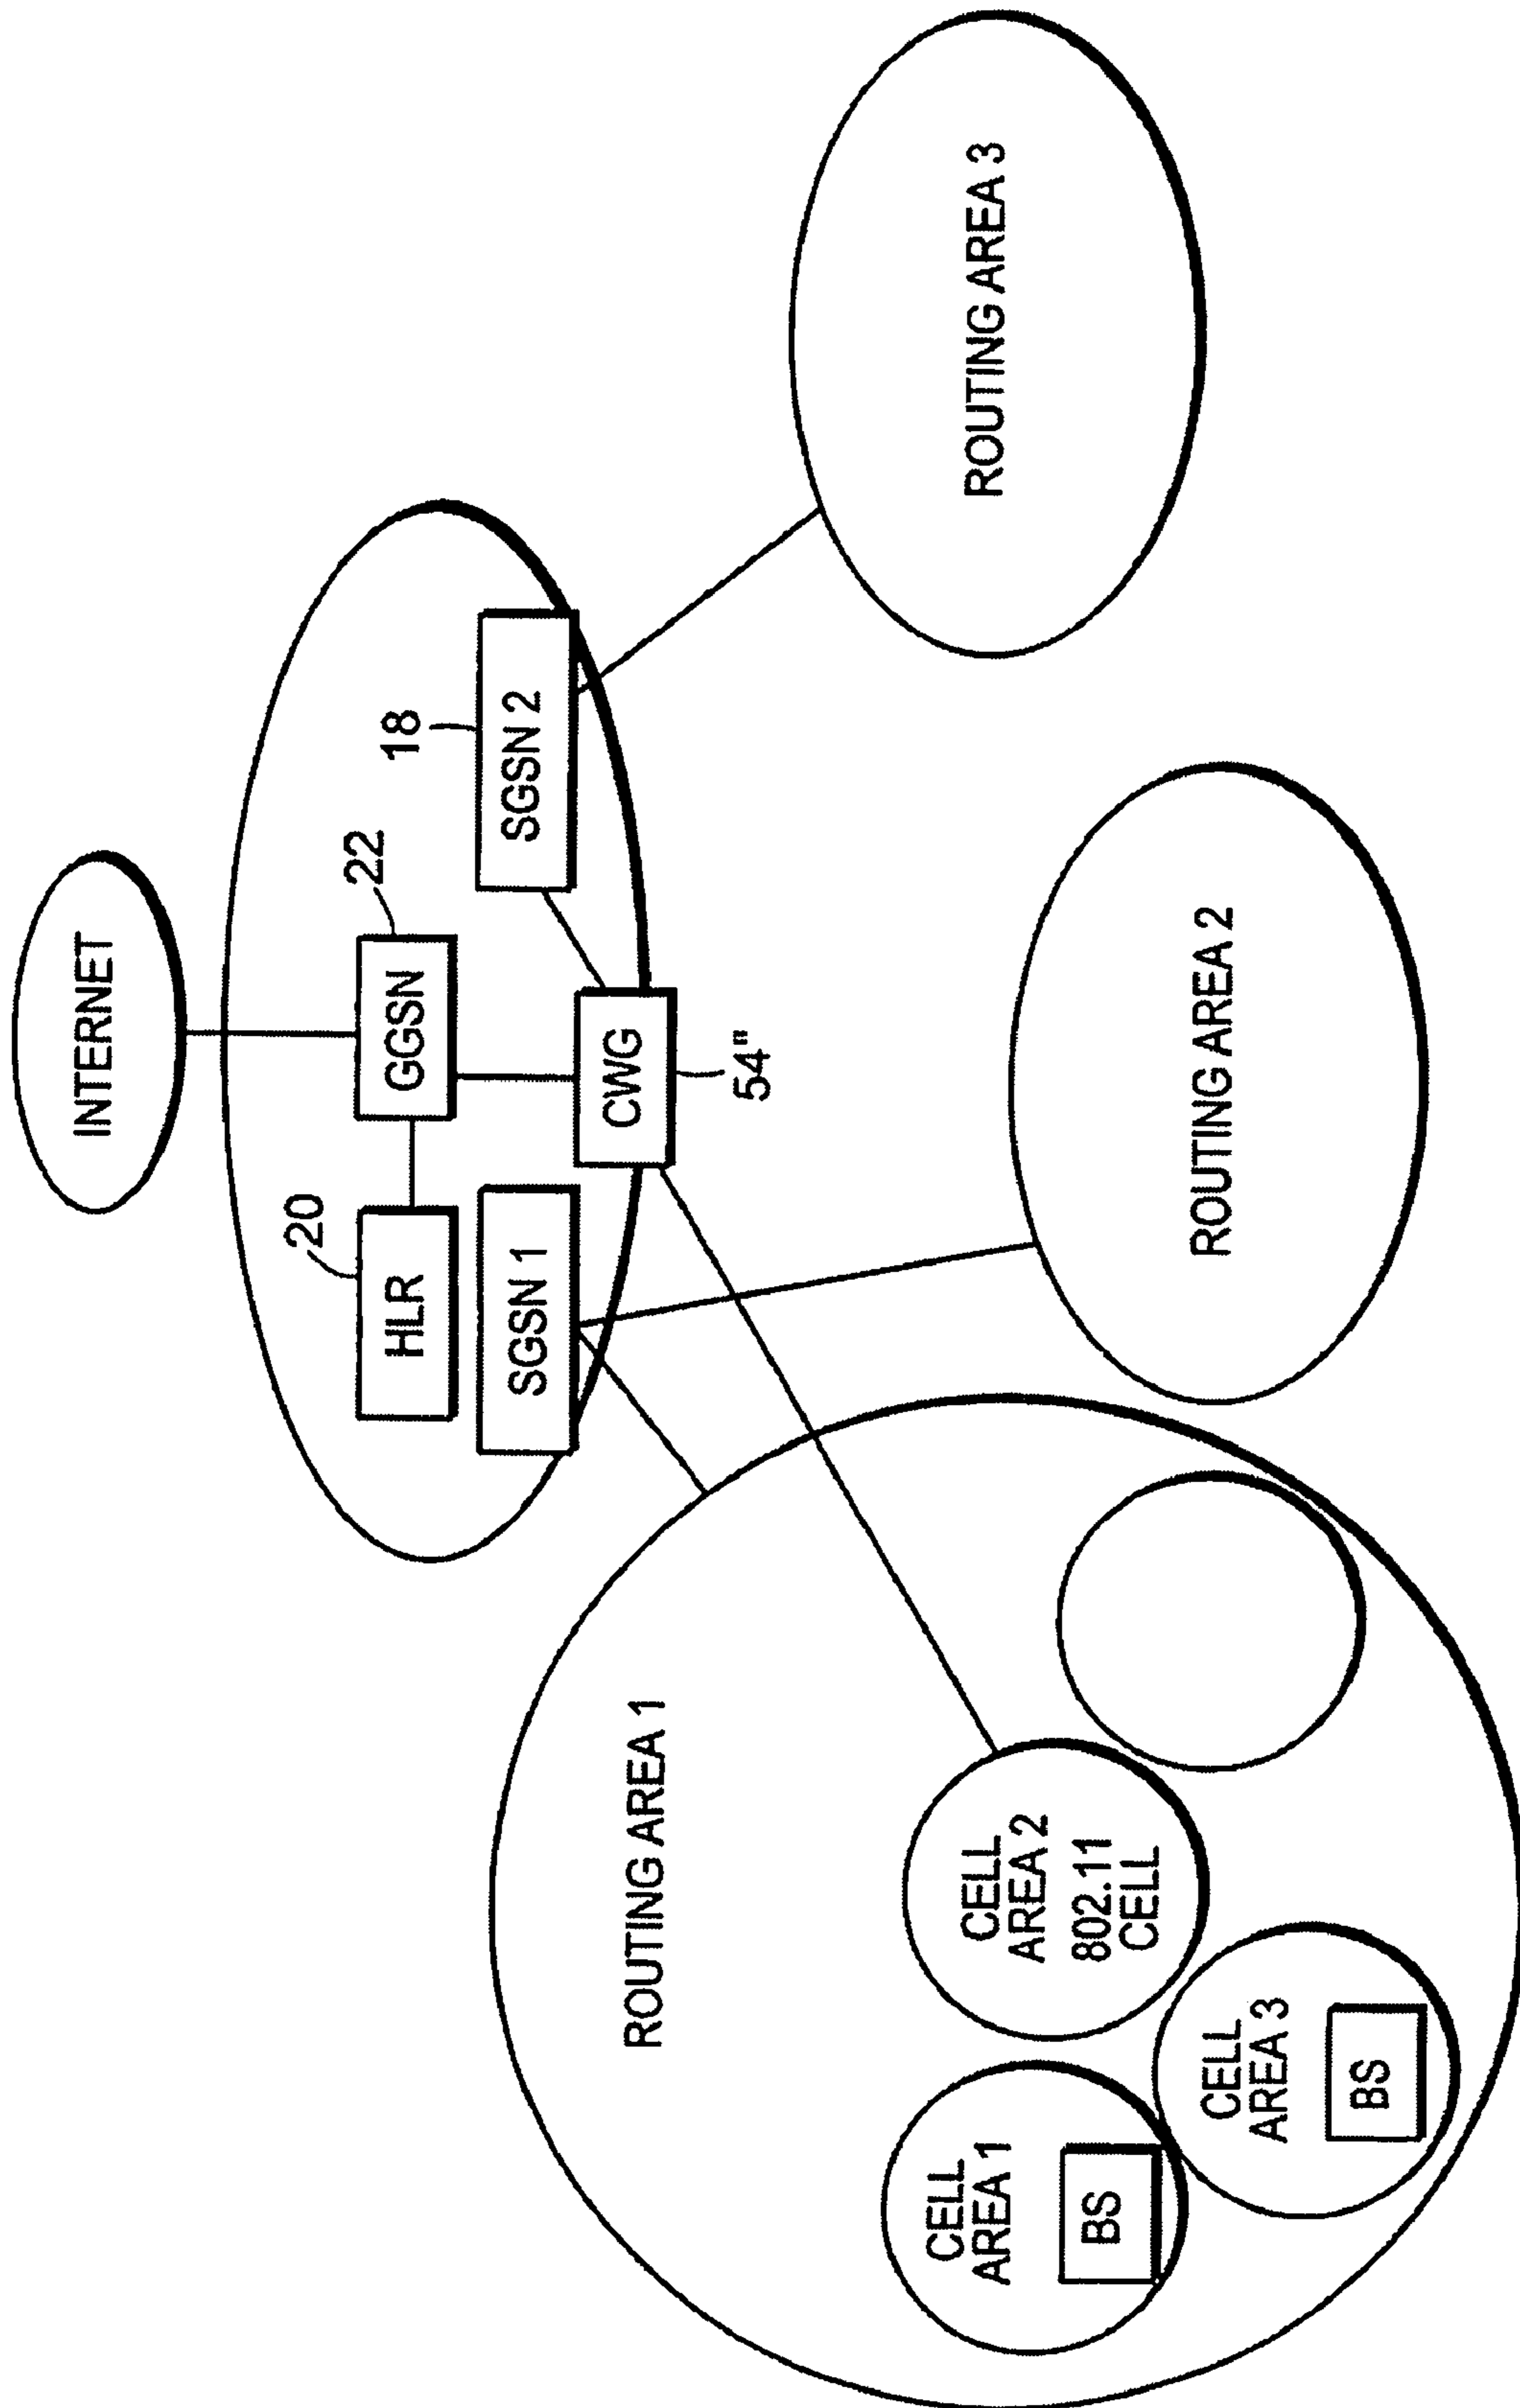 INTERNET
20
22
18
HLR
GGSN
SGSN 1
SGSN 2
CWG
54"
ROUTING AREA 1
CELL
AREA 1
BS
CELL
AREA 2
802.11
CELL
CELL
AREA 3
BS
ROUTING AREA 2
ROUTING AREA 3